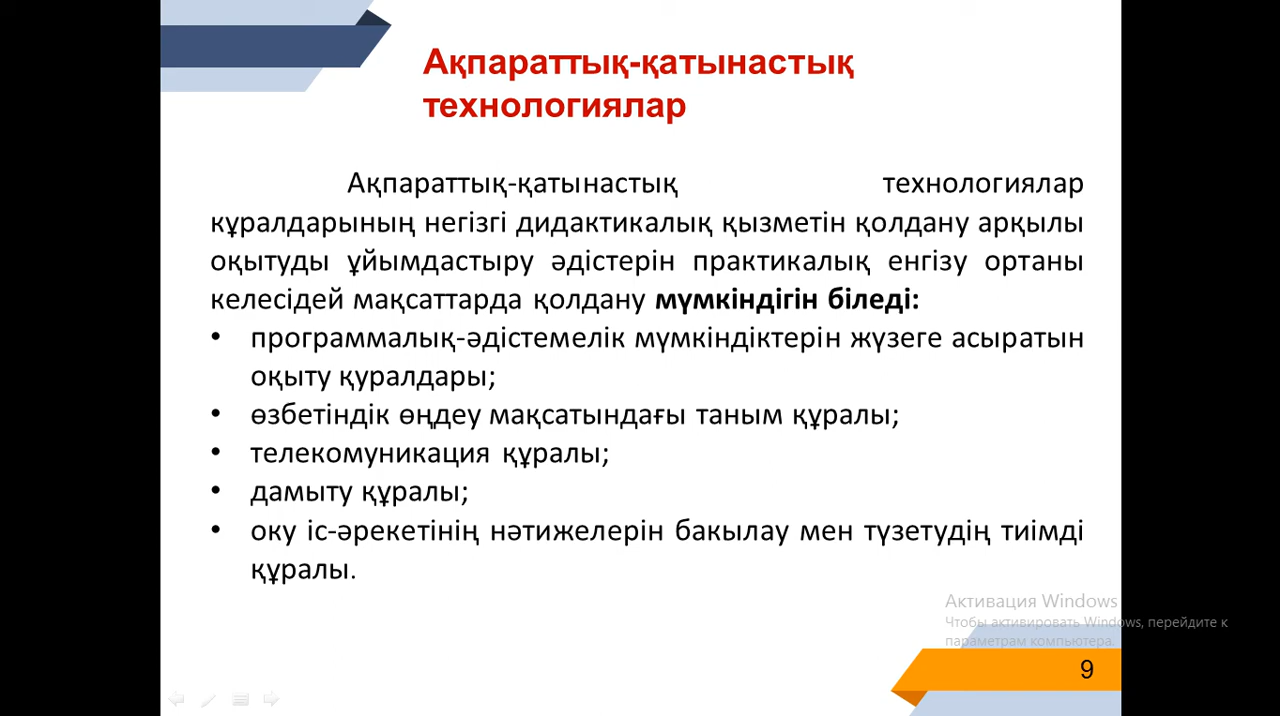 Ақпараттық-қатынастық
технологиялар
Ақпараттық-қатынастық технологиялар
кұралдарының негізгі дидактикалық қызметін қолдану арқылы
оқытуды ұйымдастыру әдістерін практикалық енгізу ортаны
келесідей мақсаттарда қолдану мүмкіндігін біледі:
• программалық-әдістемелік мүмкіндіктерін жүзеге асыратын
оқыту қуралдары;
• өзбетіндік өңдеу мақсатындағы таным құралы;
• телекомуникация құралы;
• дамыту құралы;
• оку іс-әрекетінің нәтижелерін бакылау мен түзетудің тиімді
құралы.
Активация Windows
Чтобы активировать Windows, перейдите к
параметрам компьютера.
9